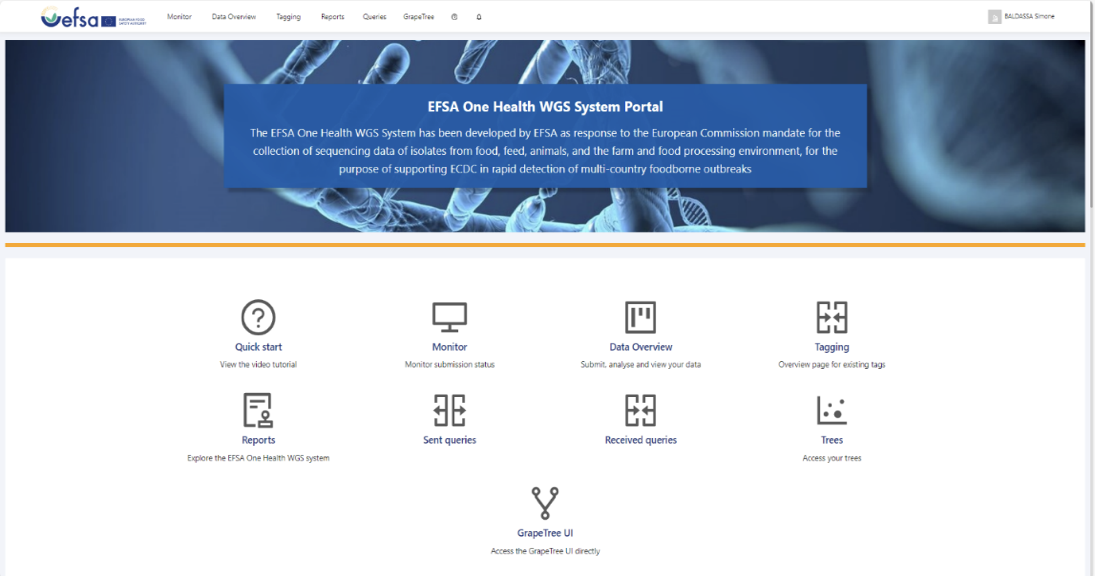 efsa EUROPEAN FOOD SAFETY AUTHORITY
Monitor Data Overview Tagging Reports Queries GrapeTree
BALDASSA Simone
EFSA One Health WGS System Portal
The EFSA One Health WGS System has been developed by EFSA as response to the European Commission mandate for the
collection of sequencing data of isolates from food, feed, animals, and the farm and food processing environment, for the
purpose of supporting ECDC in rapid detection of multi-country foodborne outbreaks
Quick start
View the video tutorial
Monitor
Monitor submission status
Data Overview
Submit, analyse and view your data
Tagging
Overview page for existing tags
Reports
Explore the EFSA One Health WGS system
Sent queries
Received queries
Trees
Access your trees
GrapeTree UI
Access the GrapeTree UI directly